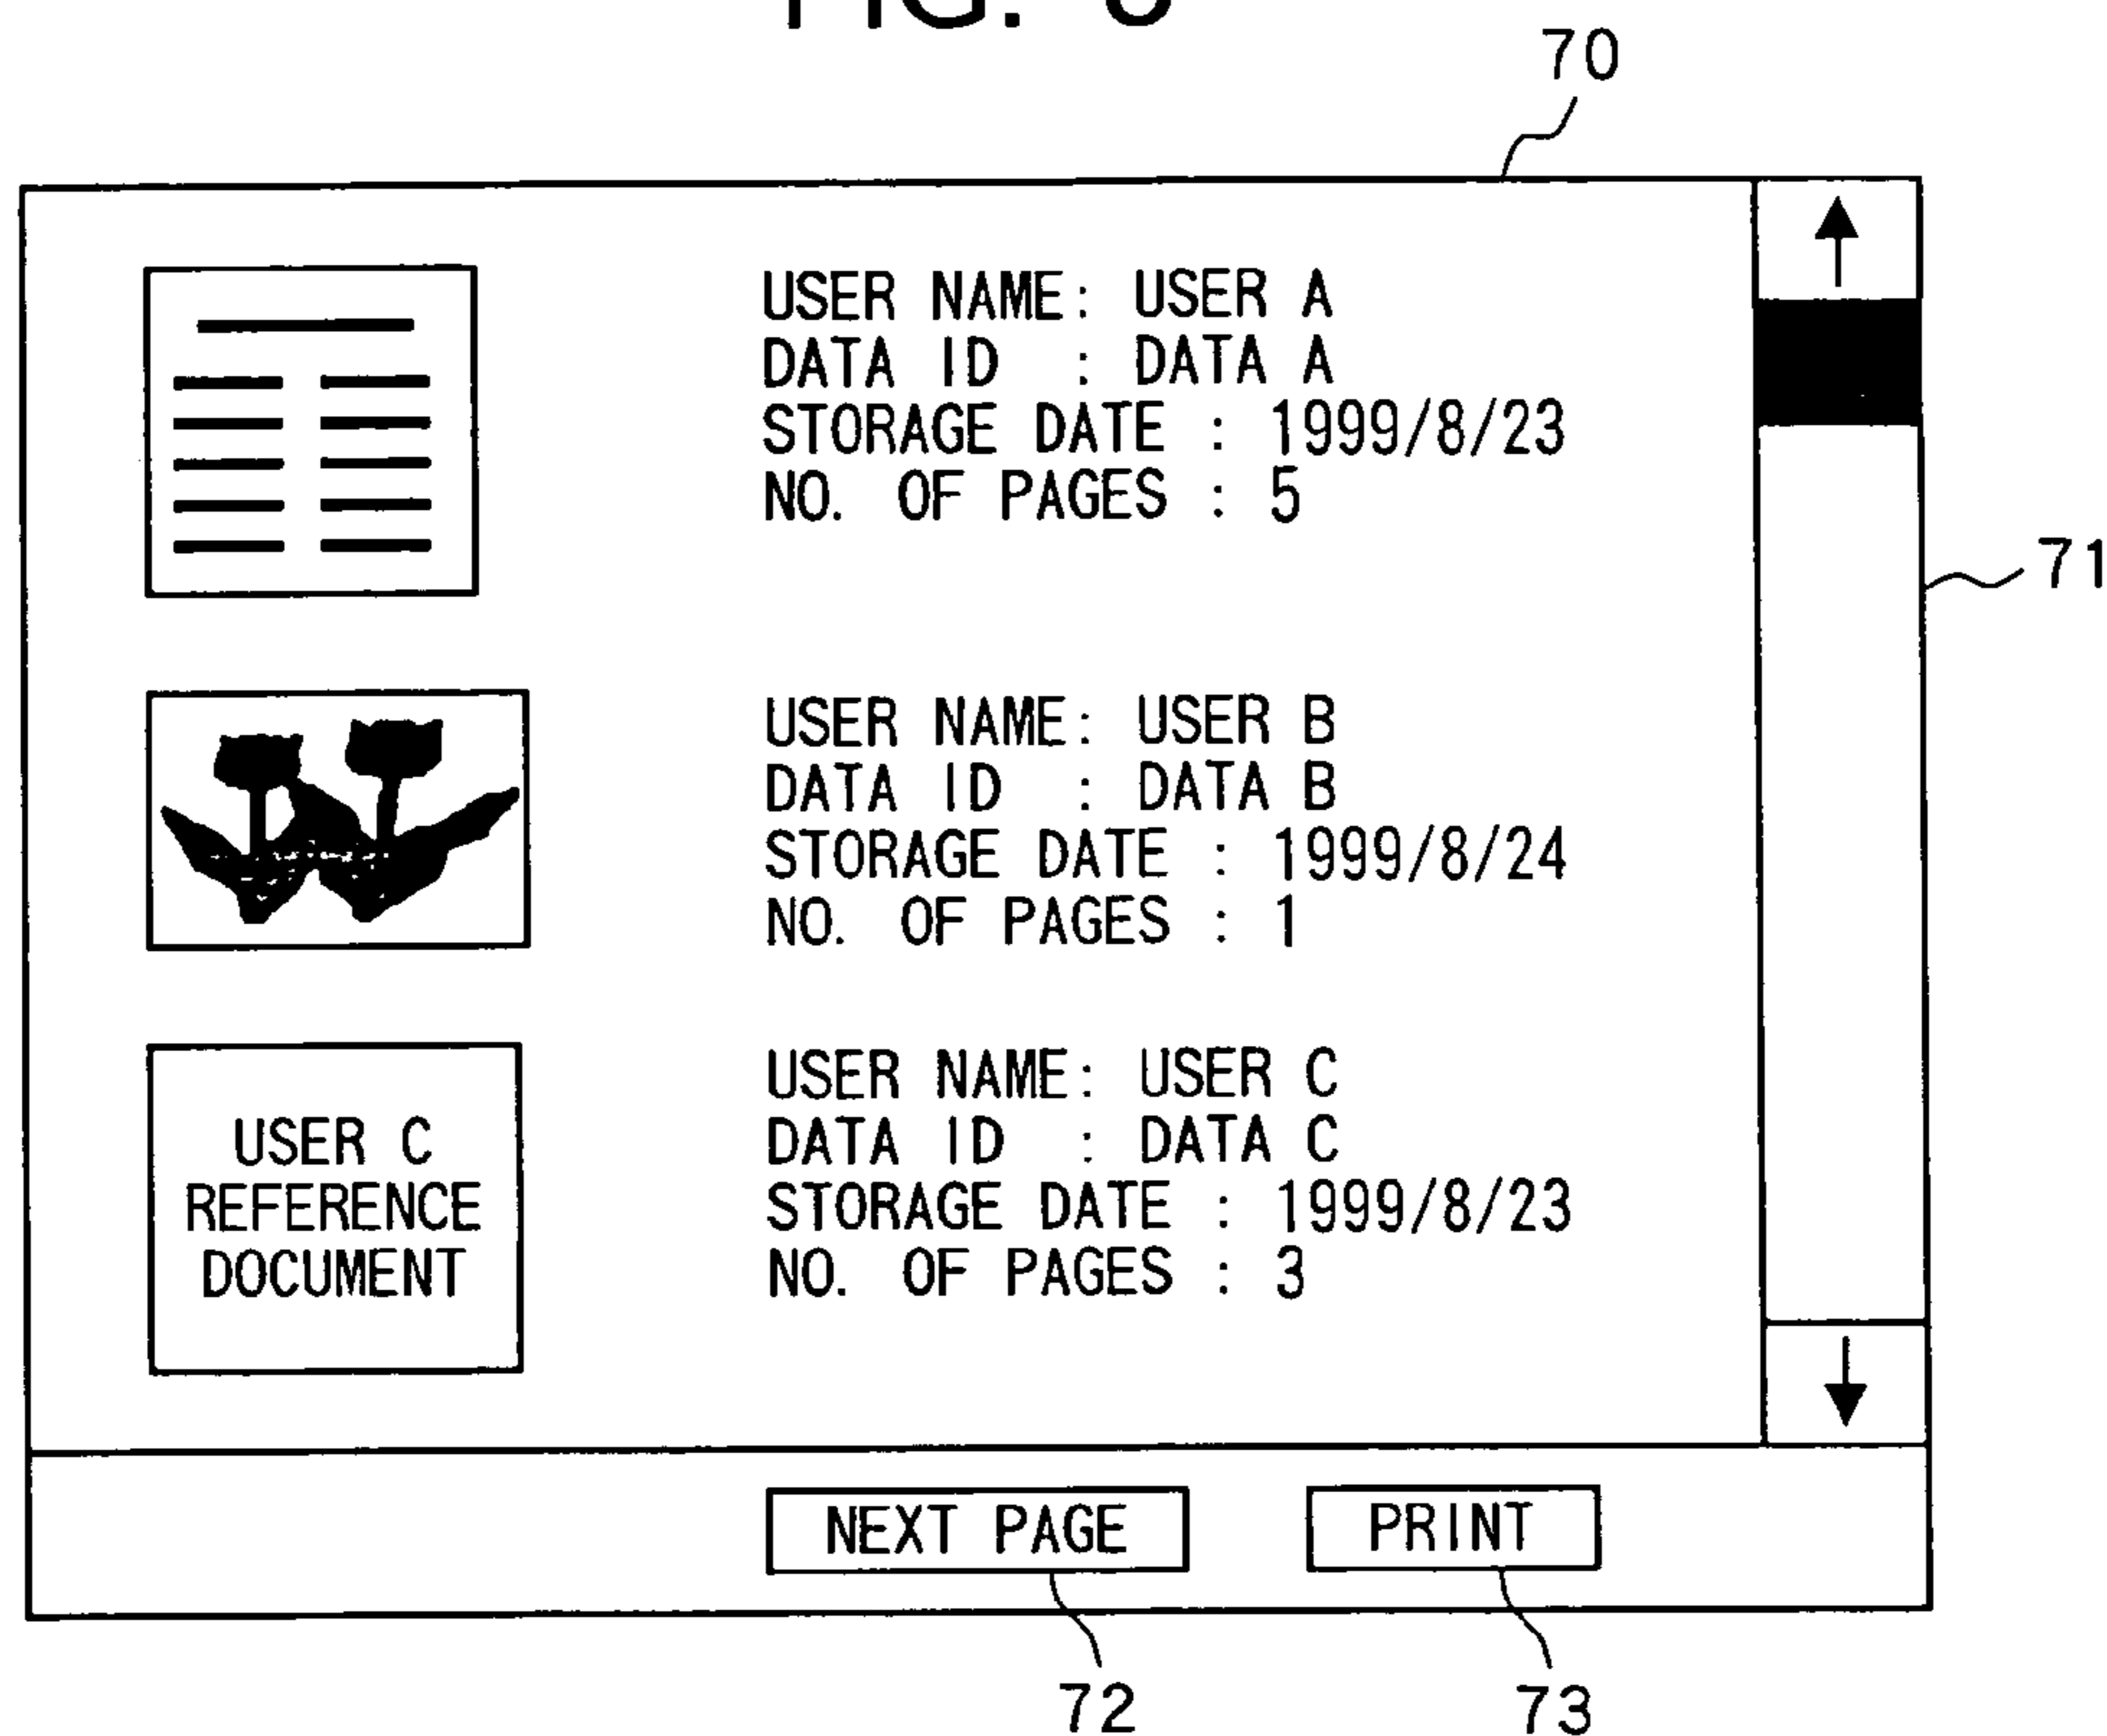 FIG.
70
USER NAME: USER A
DATA ID : DATA A
STORAGE DATE : 1999/8/23
NO. OF PAGES : 5
71
USER NAME: USER B
DATA ID : DATA B
STORAGE DATE : 1999/8/24
NO. OF PAGES : 1
USER C
REFERENCE
DOCUMENT
USER NAME: USER C
DATA ID : DATA C
STORAGE DATE : 1999/8/23
NO. OF PAGES : 3
NEXT PAGE
PRINT
72
73